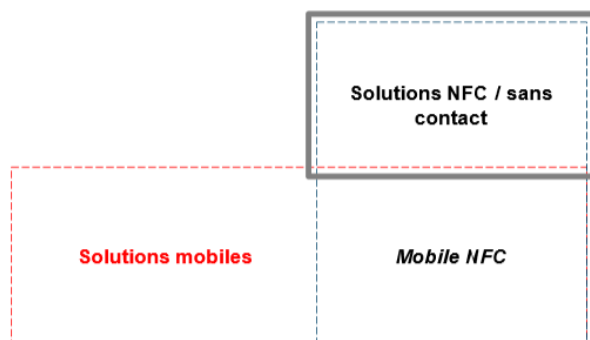 Solutions NFC / sans
contact
Solutions mobiles
Mobile NFC